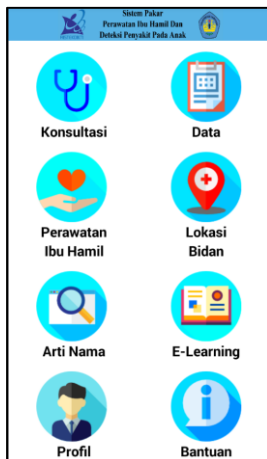 Sistem Pakar
Perawatan Ibu Hamil Dan
Deteksi Penyakit Pada Anak
Konsultasi
Data
Perawatan
Ibu Hamil
Lokasi
Bidan
Arti Nama
E-Learning
Profil
Bantuan